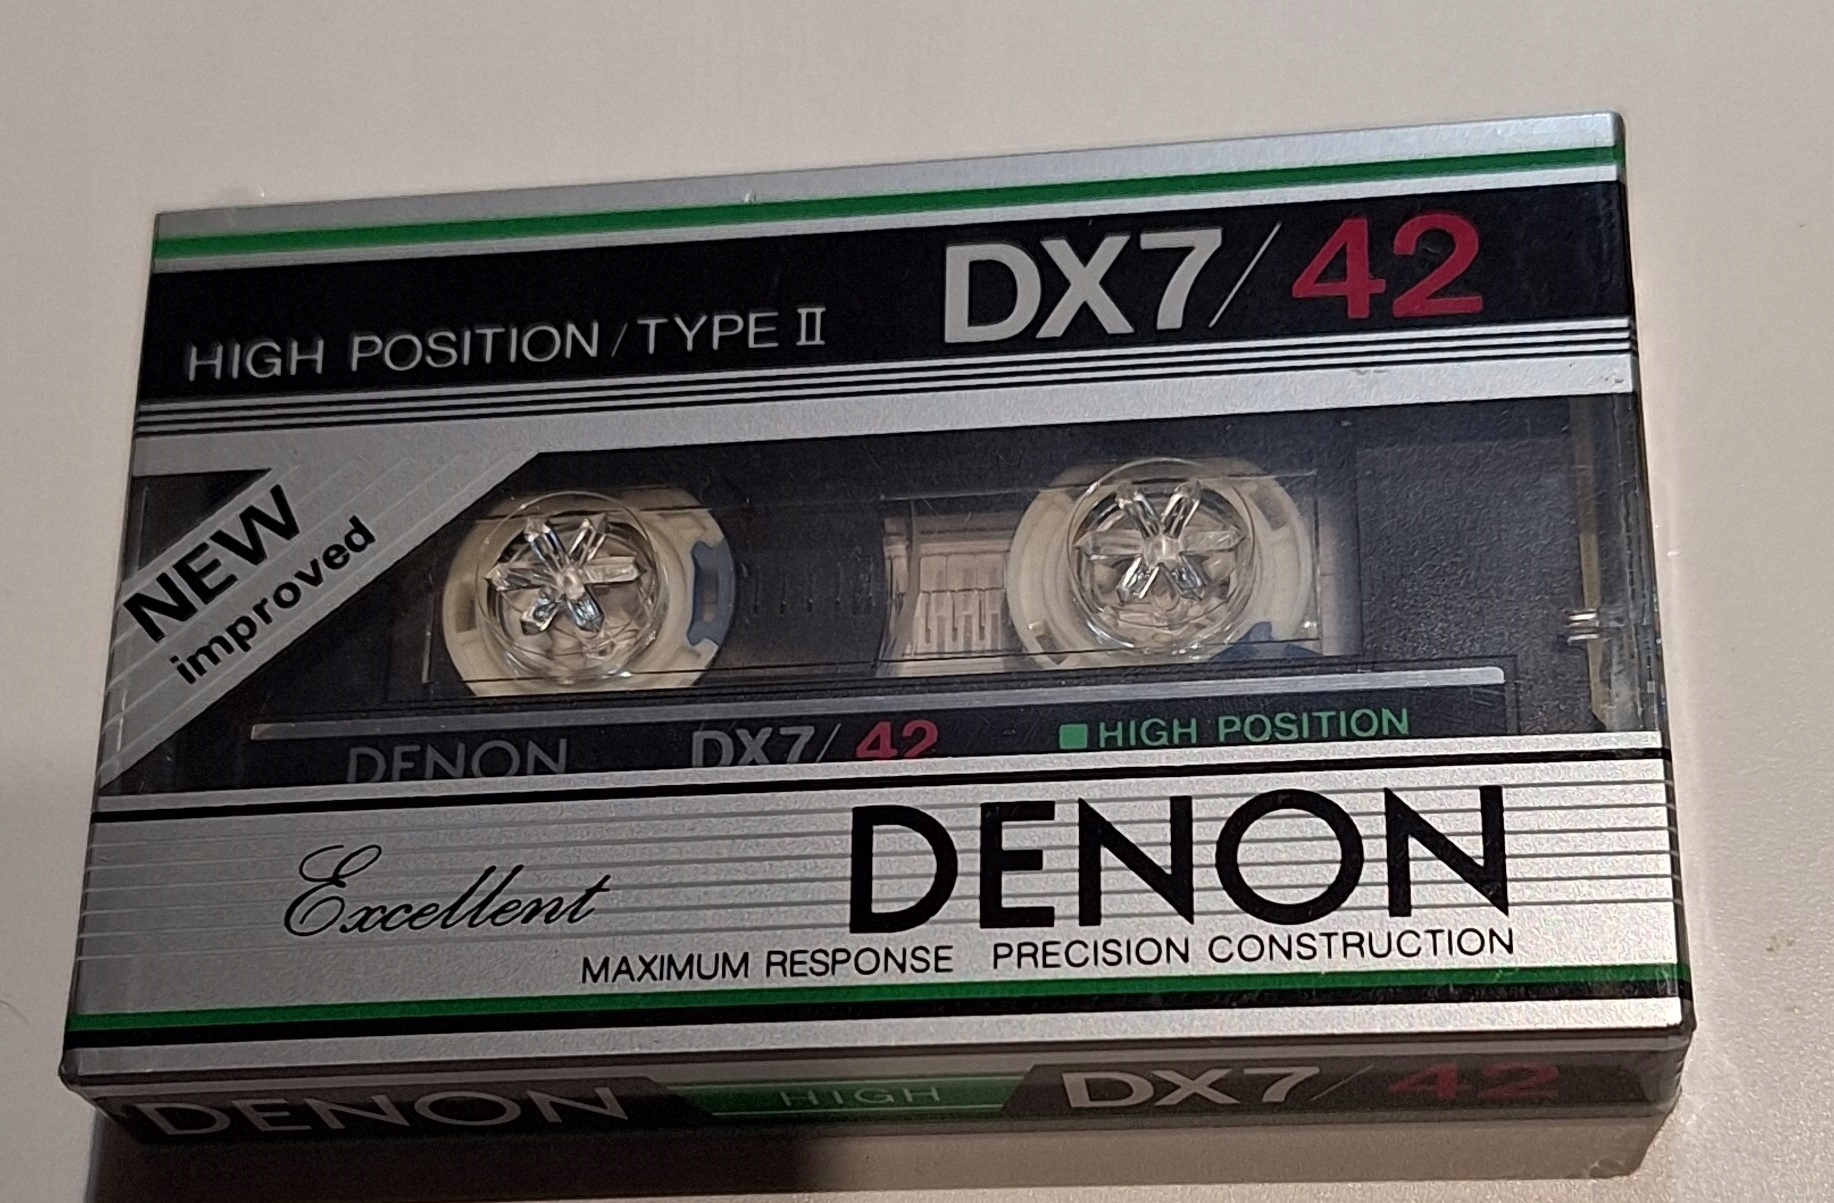 HIGH POSITION/TYPE II DX7/42
NEW
improved
DENON DX7/42 HIGH POSITION
Excellent DENON
MAXIMUM RESPONSE PRECISION CONSTRUCTION
DENON HIGH DX7/42